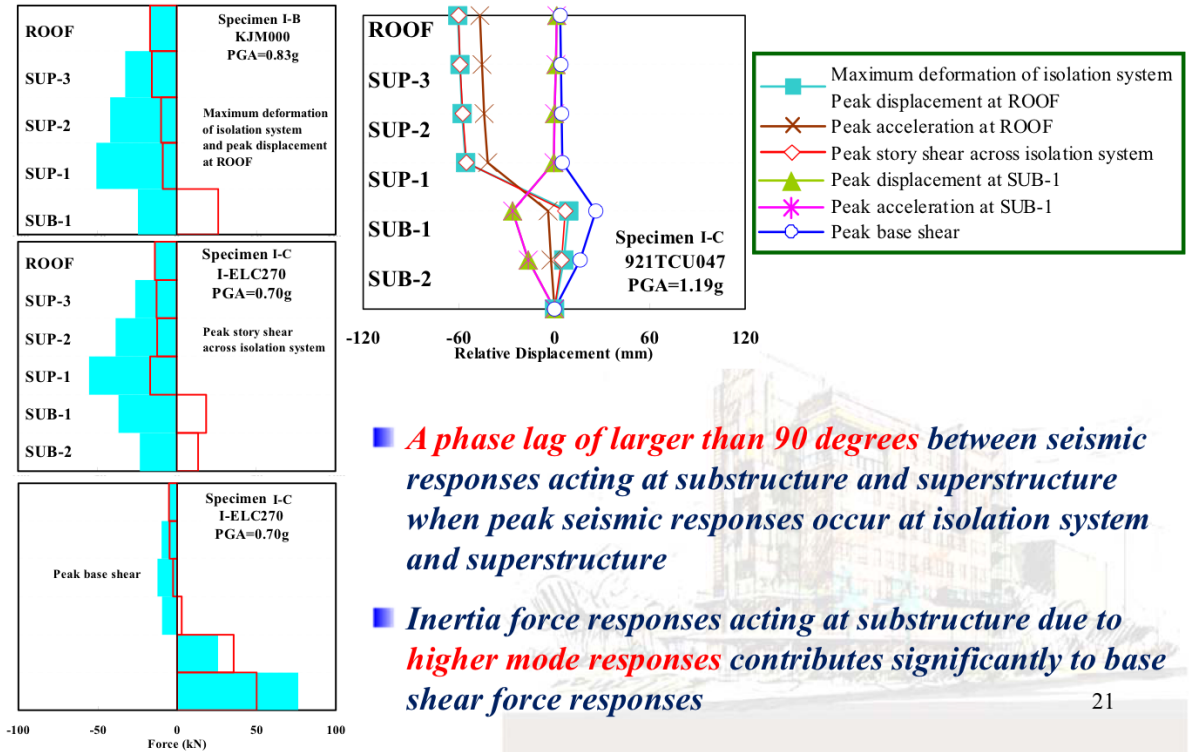 ROOF
SUP-3
SUP-2
SUP-1
SUB-1
Specimen I-B
KJM000
PGA=0.83g
Maximum deformation
of isolation system
and peak displacement
at ROOF
ROOF
SUP-3
SUP-2
SUP-1
SUB-1
SUB-2
Specimen I-C
I-ELC270
PGA=0.70g
Peak story shear
across isolation system
Specimen I-C
I-ELC270
PGA=0.70g
Peak base shear
-100 -50 0 50 100
Force (kN)
ROOF
SUP-3
SUP-2
SUP-1
SUB-1
SUB-2
Specimen I-C
921TCU047
PGA=1.19g
-120 -60 0 60 120
Relative Displacement (mm)
Maximum deformation of isolation system
Peak displacement at ROOF
Peak acceleration at ROOF
Peak story shear across isolation system
Peak displacement at SUB-1
Peak acceleration at SUB-1
Peak base shear
A phase lag of larger than 90 degrees between seismic
responses acting at substructure and superstructure
when peak seismic responses occur at isolation system
and superstructure
Inertia force responses acting at substructure due to
higher mode responses contributes significantly to base
shear force responses
21